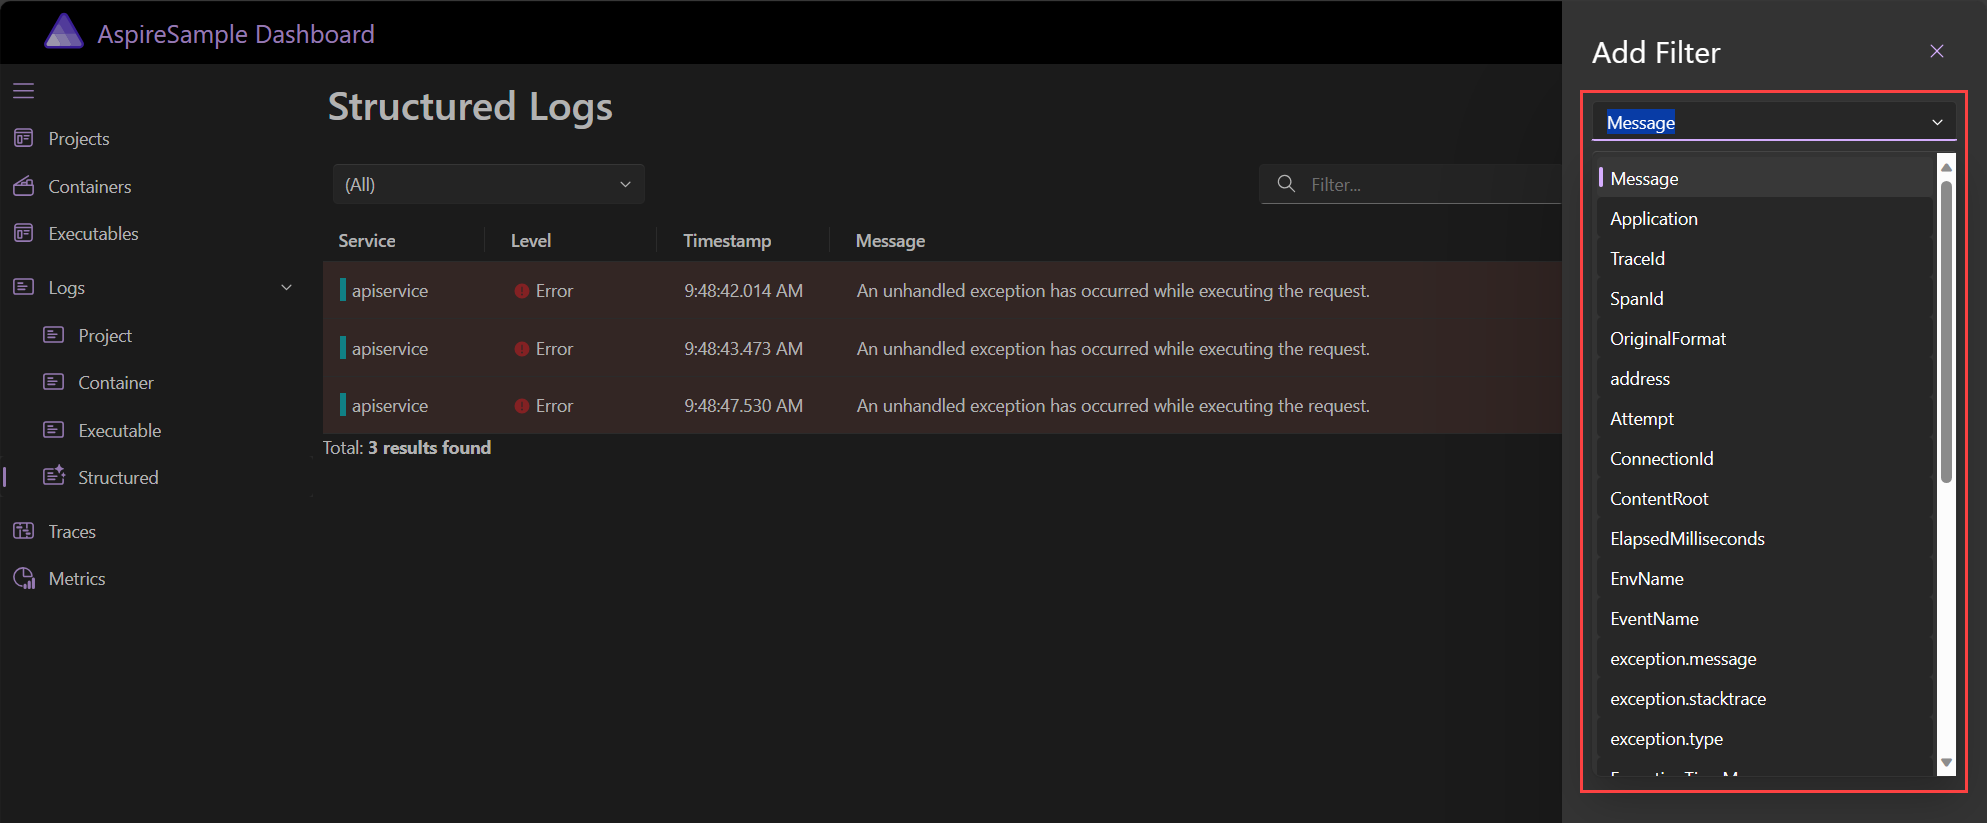 AspireSample Dashboard
Projects
Containers
Executables
Logs
Project
Container
Executable
Structured
Traces
Metrics
Structured Logs
(All)
Filter...
Service Level Timestamp Message
apiservice Error 9:48:42.014 AM An unhandled exception has occurred while executing the request.
apiservice Error 9:48:43.473 AM An unhandled exception has occurred while executing the request.
apiservice Error 9:48:47.530 AM An unhandled exception has occurred while executing the request.
Total: 3 results found
Add Filter
Message
Message
Application
TraceId
SpanId
OriginalFormat
address
Attempt
ConnectionId
ContentRoot
ElapsedMilliseconds
EnvName
EventName
exception.message
exception.stacktrace
exception.type